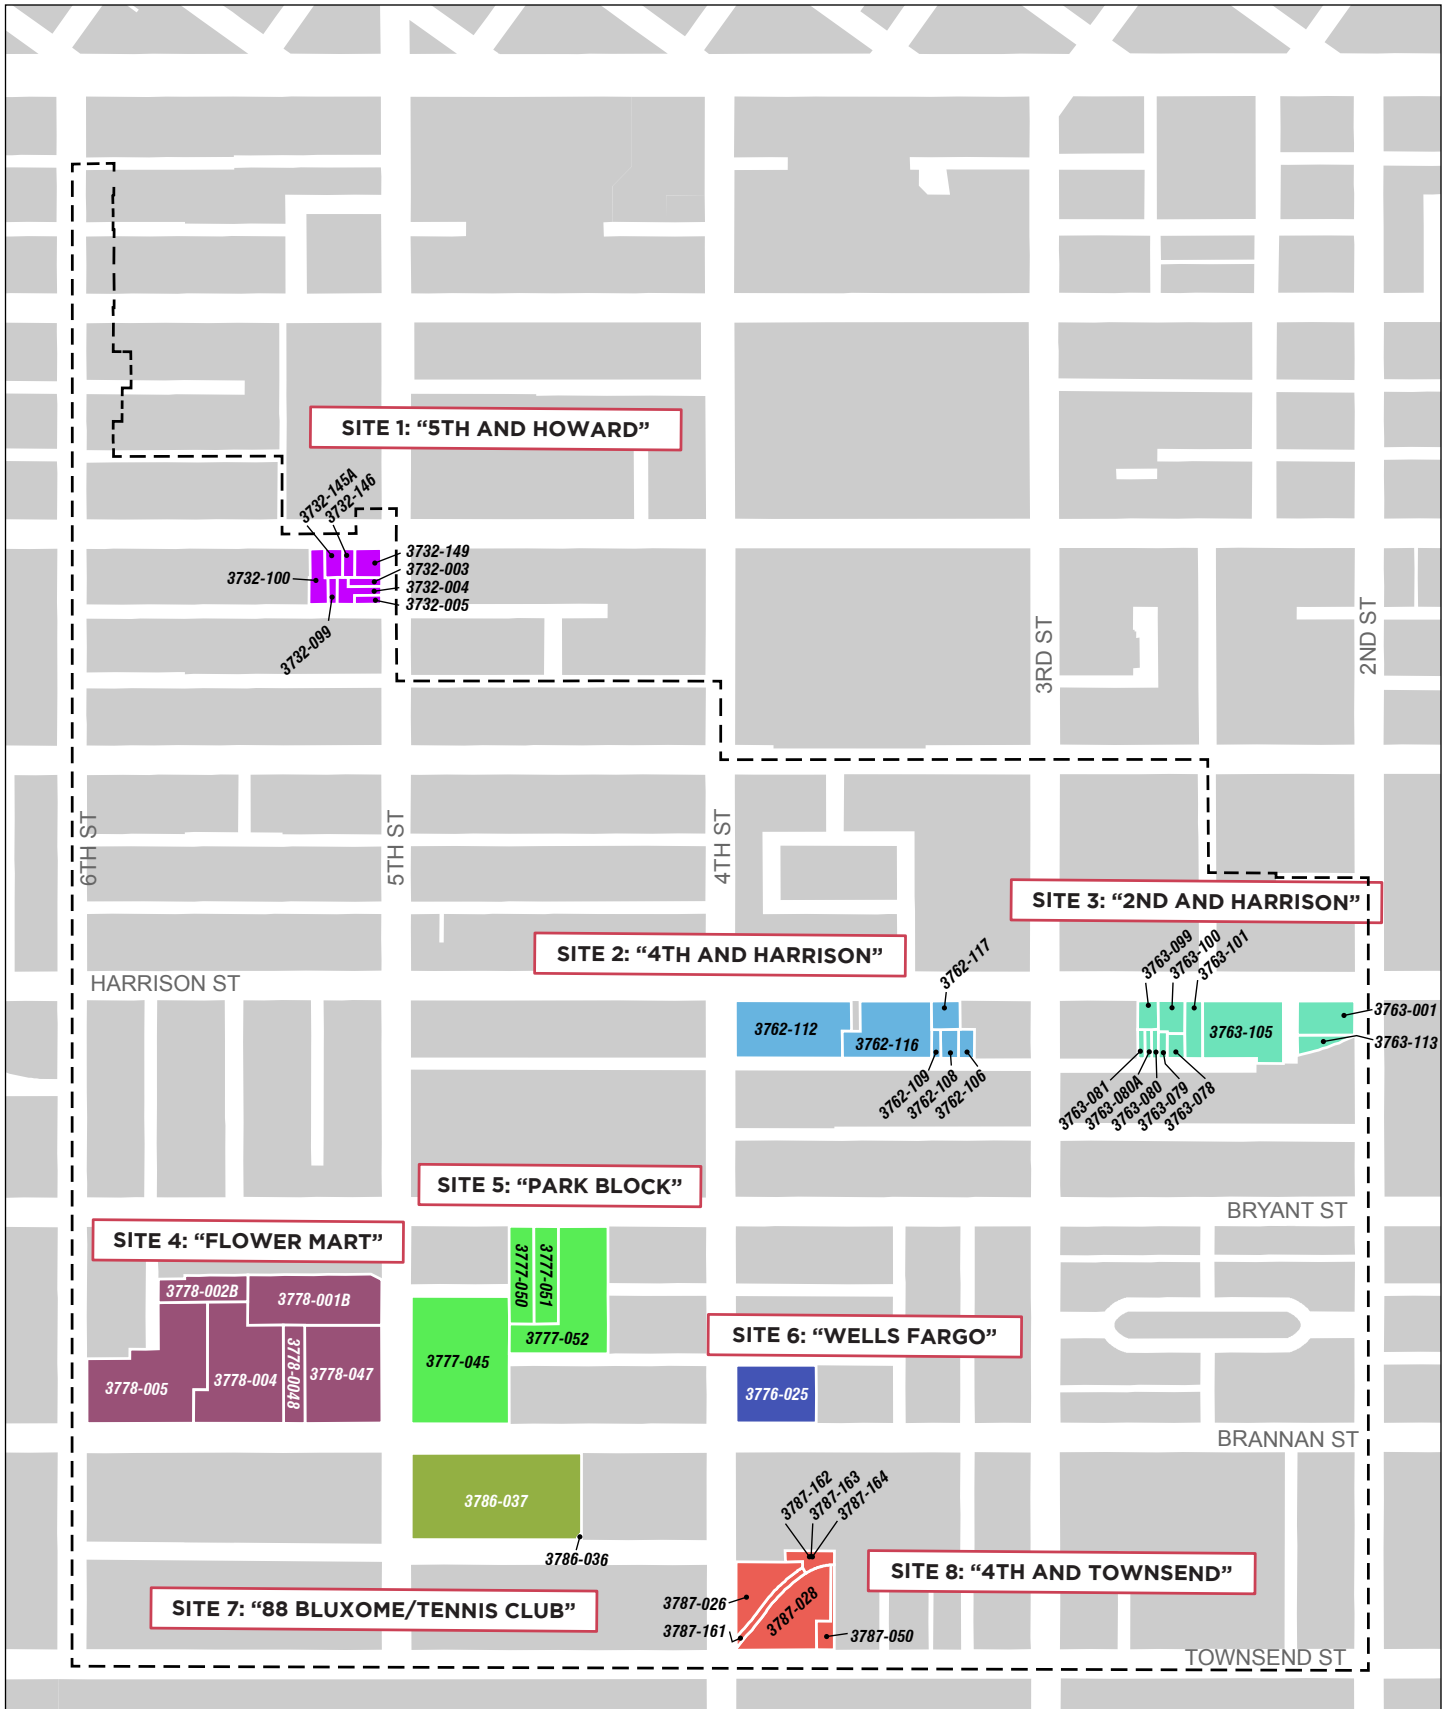 SITE 1: “5TH AND HOWARD”
3732-145A
3732-146
3732-149
3732-003
3732-100
3732-004
3732-005
3732-099
3RD ST
2ND ST
6TH ST
5TH ST
4TH ST
SITE 3: “2ND AND HARRISON”
SITE 2: “4TH AND HARRISON”
3762-117
3763-099
3763-100
3763-101
HARRISON ST
3762-112
3762-116
3763-105
3763-001
3763-113
3762-109
3762-108
3762-106
3763-081
3763-080A
3763-080
3763-079
3763-078
SITE 5: “PARK BLOCK”
BRYANT ST
SITE 4: “FLOWER MART”
3777-050
3777-051
3778-002B
3778-001B
SITE 6: “WELLS FARGO”
3777-052
3777-045
3778-005
3778-004
3778-0048
3778-047
3776-025
BRANNAN ST
3786-037
3787-162
3787-163
3787-164
3786-036
SITE 8: “4TH AND TOWNSEND”
SITE 7: “88 BLUXOME/TENNIS CLUB”
3787-026
3787-028
3787-161
3787-050
TOWNSEND ST